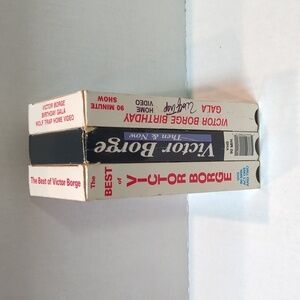 VICTOR BORGE
BIRTHDAY GALA
WOLF TRAP HOME VIDEO
90 MINUTE
SHOW
HOME
VIDEO
VICTOR BORGE BIRTHDAY
GALA
Victor Borge
Then & Now
The Best of Victor Borge
The
BEST
of
VICTOR BORGE